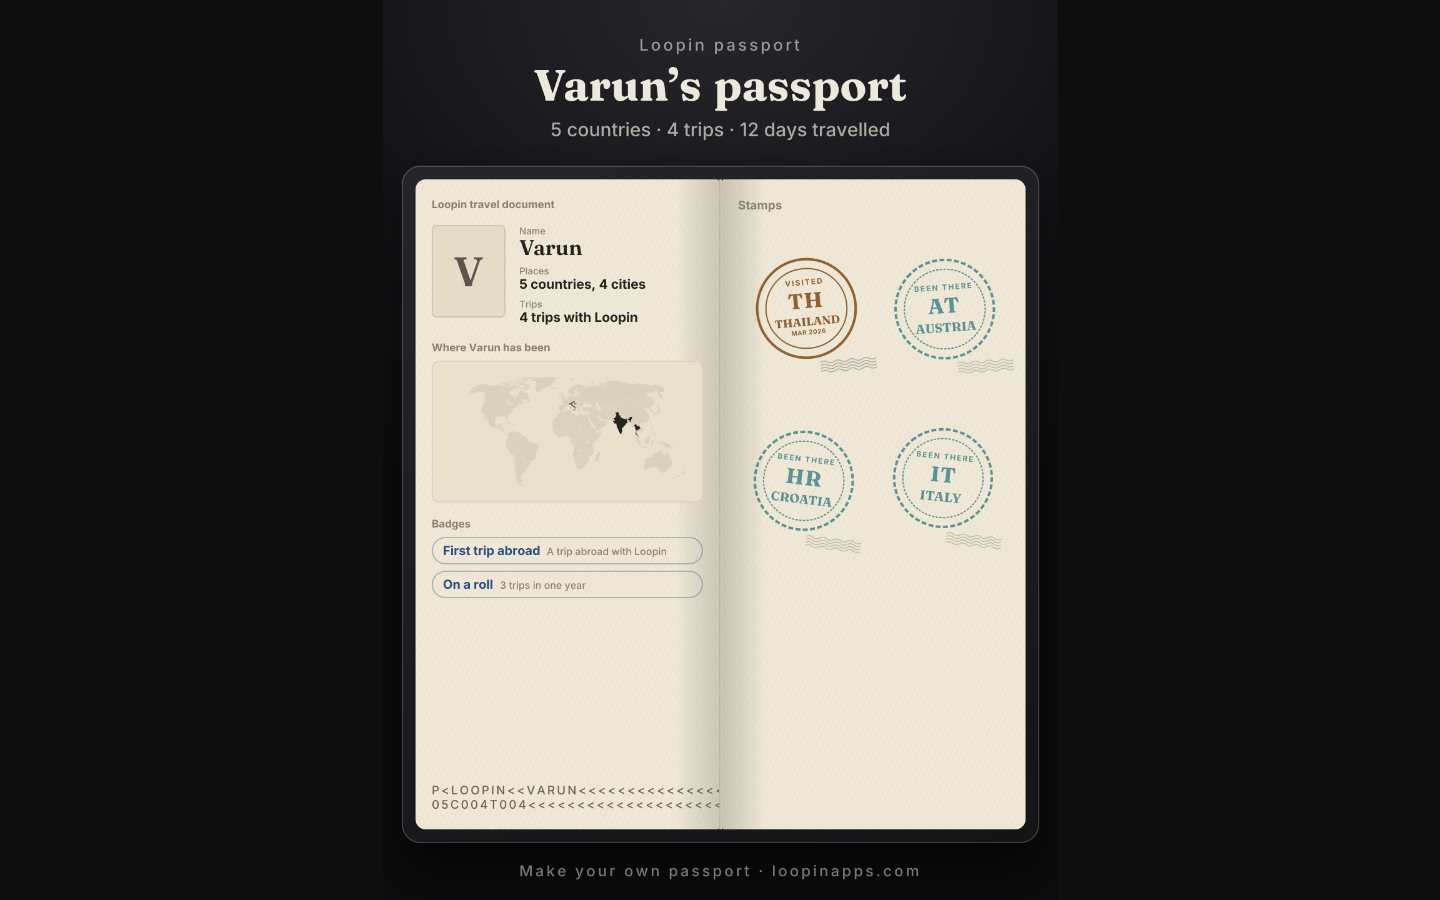 Loopin passport
Varun’s passport
5 countries · 4 trips · 12 days travelled
Loopin travel document
V
Name
Varun
Places
5 countries, 4 cities
Trips
4 trips with Loopin
Where Varun has been
Badges
First trip abroad A trip abroad with Loopin
On a roll 3 trips in one year
P<LOOPIN<<VARUN<<<<<<<<<<<<<<<
05C004T004<<<<<<<<<<<<<<<<<<<<
Stamps
VISITED
TH
THAILAND
MAR 2026
BEEN THERE
AT
AUSTRIA
BEEN THERE
HR
CROATIA
BEEN THERE
IT
ITALY
Make your own passport · loopinapps.com